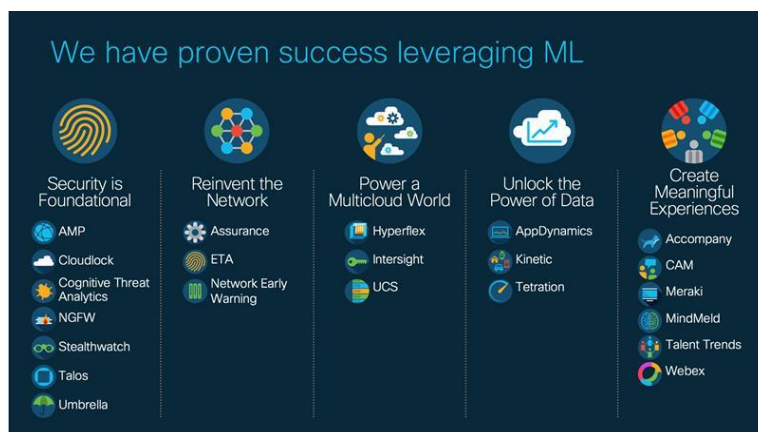 We have proven success leveraging ML
Security is
Foundational
AMP
Cloudlock
Cognitive Threat
Analytics
NGFW
Stealthwatch
Talos
Umbrella
Reinvent the
Network
Assurance
ETA
Network Early
Warning
Power a
Multicloud World
Hyperflex
Intersight
UCS
Unlock the
Power of Data
AppDynamics
Kinetic
Tetration
Create
Meaningful
Experiences
Accompany
CAM
Meraki
MindMeld
Talent Trends
Webex